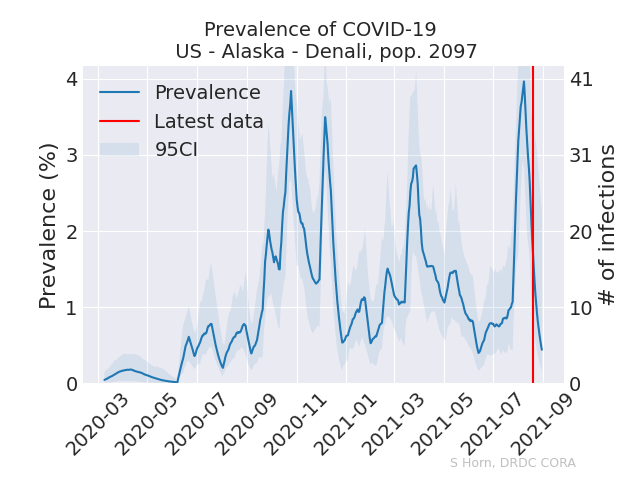 Prevalence of COVID-19
US - Alaska - Denali, pop. 2097
Prevalence
Latest data
95CI
Prevalence (%)
4
3
2
1
0
41
31
20
10
0
# of infections
2020-03
2020-05
2020-07
2020-09
2020-11
2021-01
2021-03
2021-05
2021-07
2021-09
S Horn, DRDC CORA